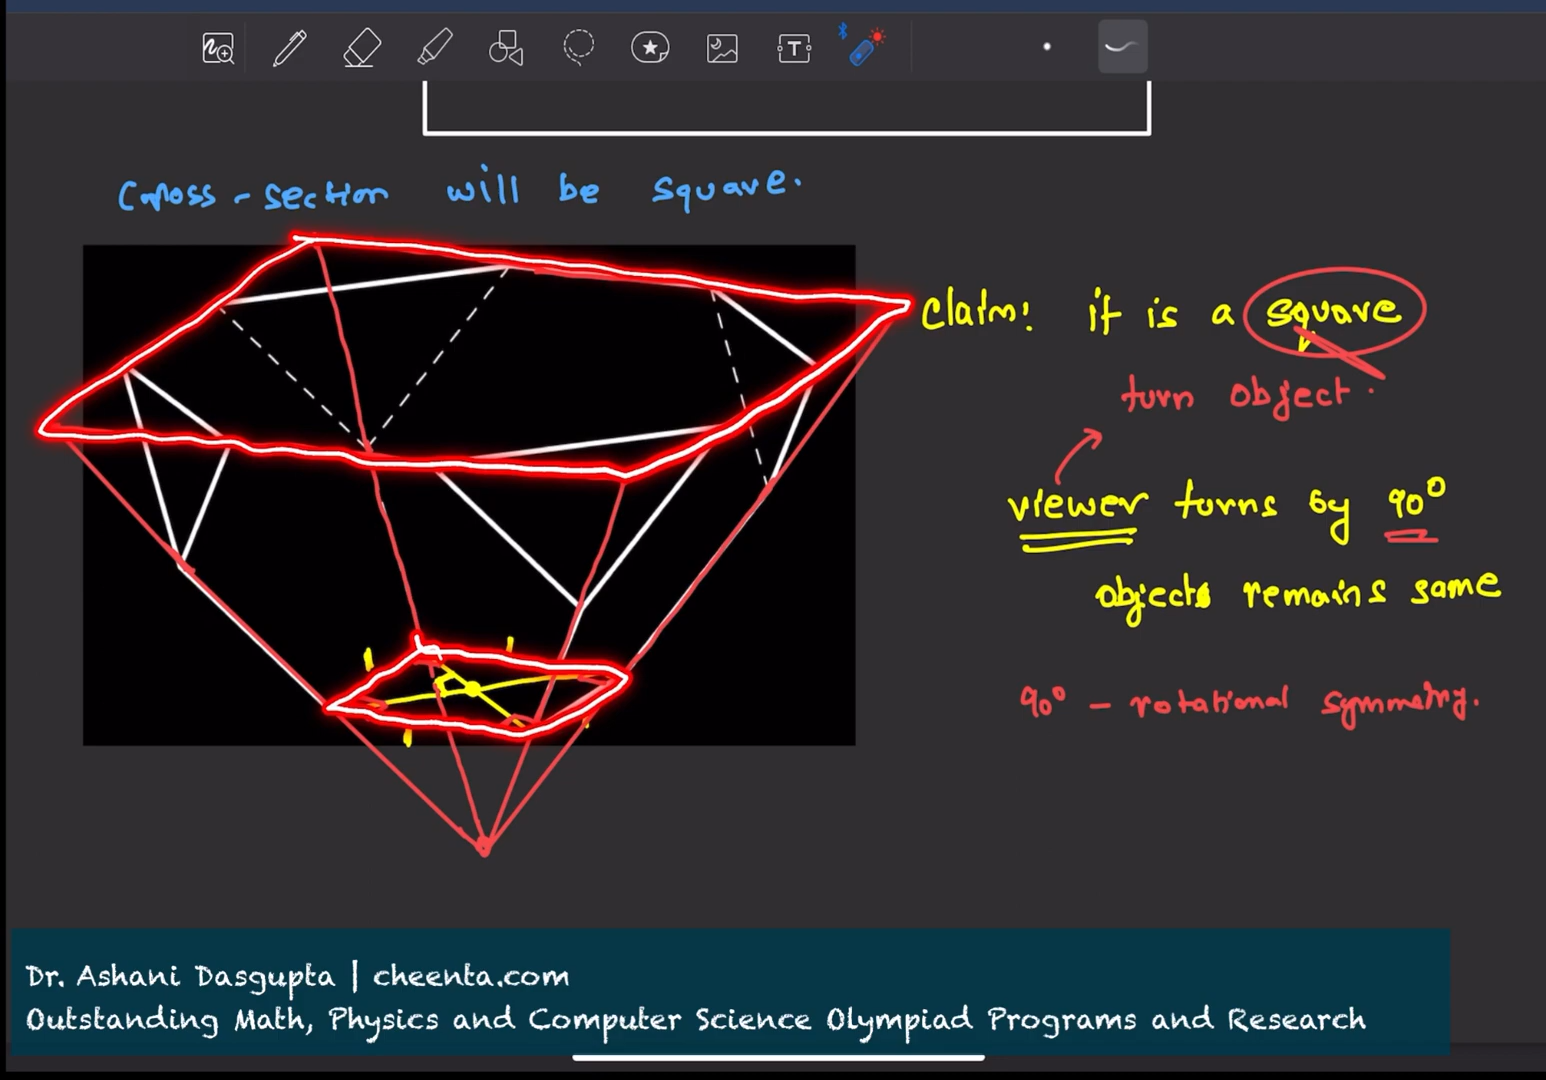 T
Cross - section will be square.
Claim: it is a square
turn object.
viewer turns by 90°
objects remains same
90° - rotational symmetry.
Dr. Ashani Dasgupta | cheenta.com
Outstanding Math, Physics and Computer Science Olympiad Programs and Research